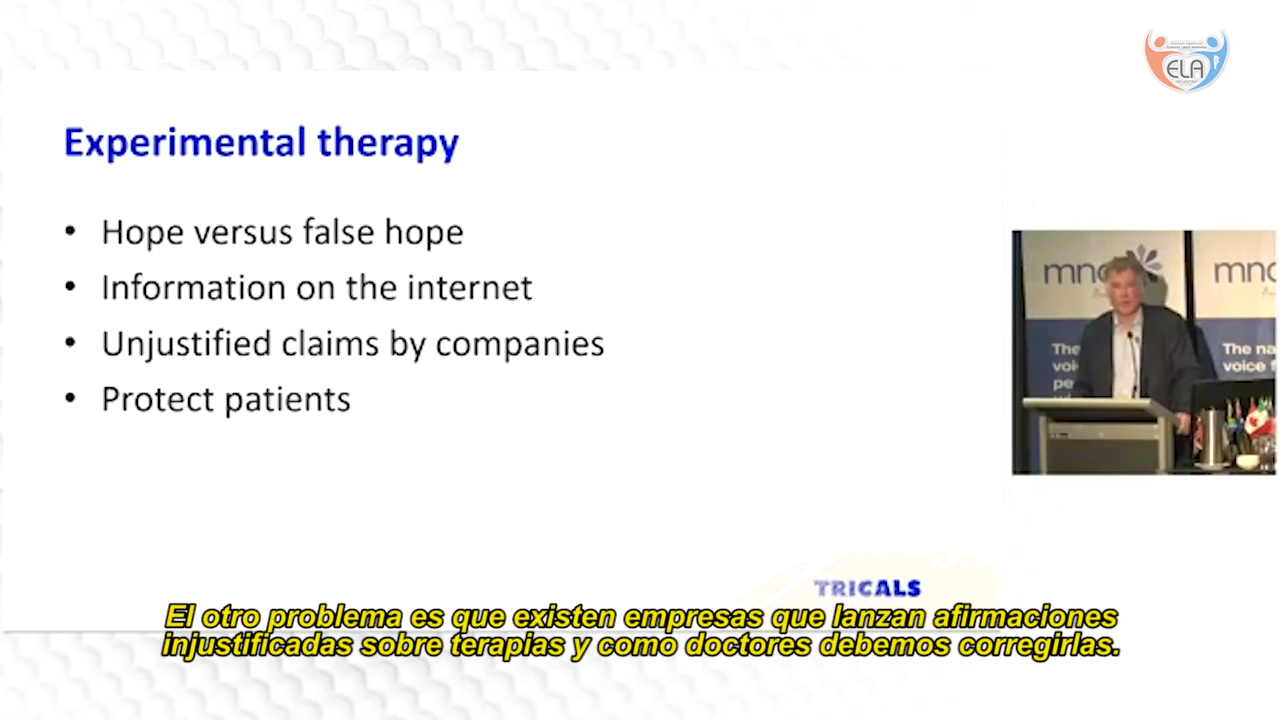 ELA
Experimental therapy
• Hope versus false hope
• Information on the internet
• Unjustified claims by companies
• Protect patients
mnd
mnd
The
The na
voice f
TRICALS
El otro problema es que existen empresas que lanzan afirmaciones
injustificadas sobre terapias y como doctores debemos corregirlas.